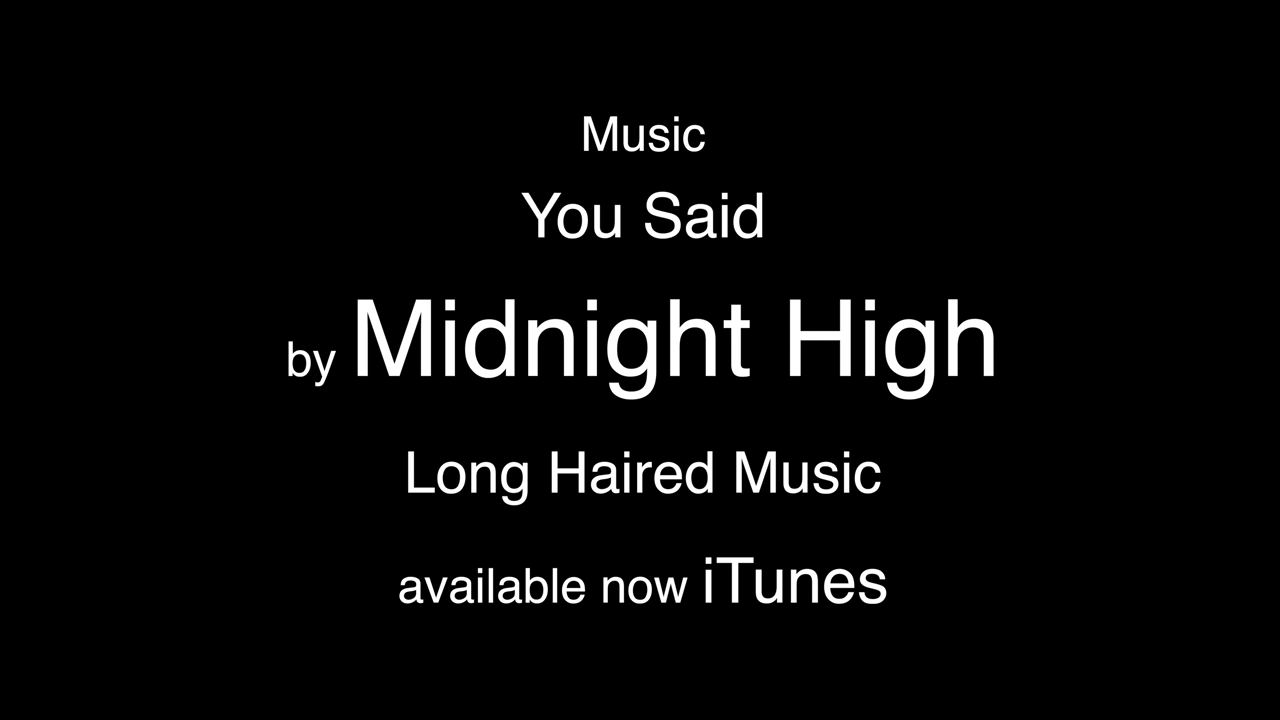 Music
You Said
by Midnight High
Long Haired Music
available now iTunes